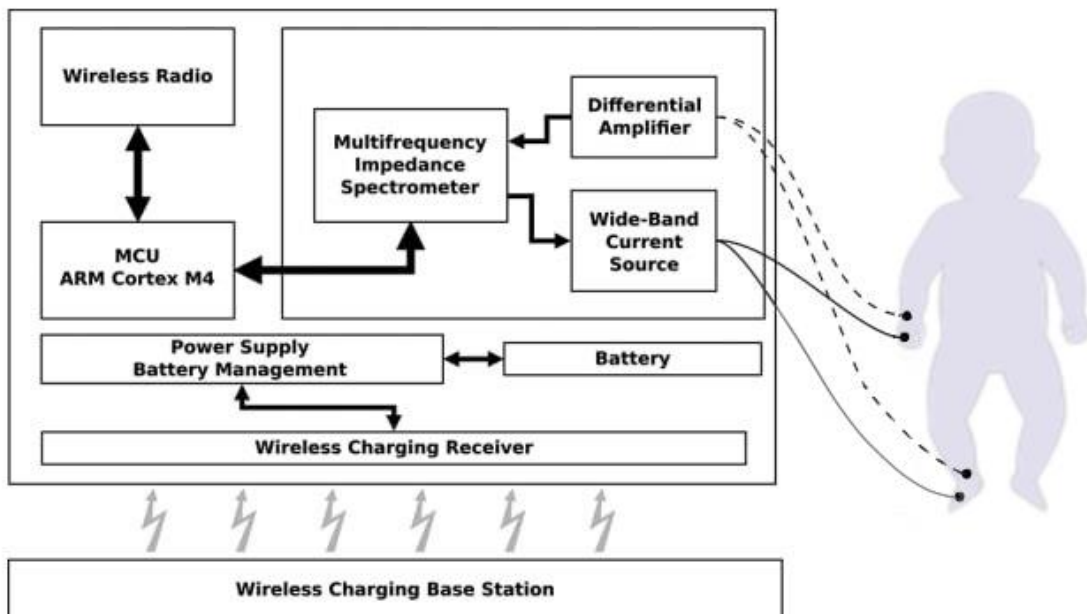 Wireless Radio
Differential
Amplifier
Multifrequency
Impedance
Spectrometer
Wide-Band
Current
Source
MCU
ARM Cortex M4
Power Supply
Battery Management
Battery
Wireless Charging Receiver
Wireless Charging Base Station